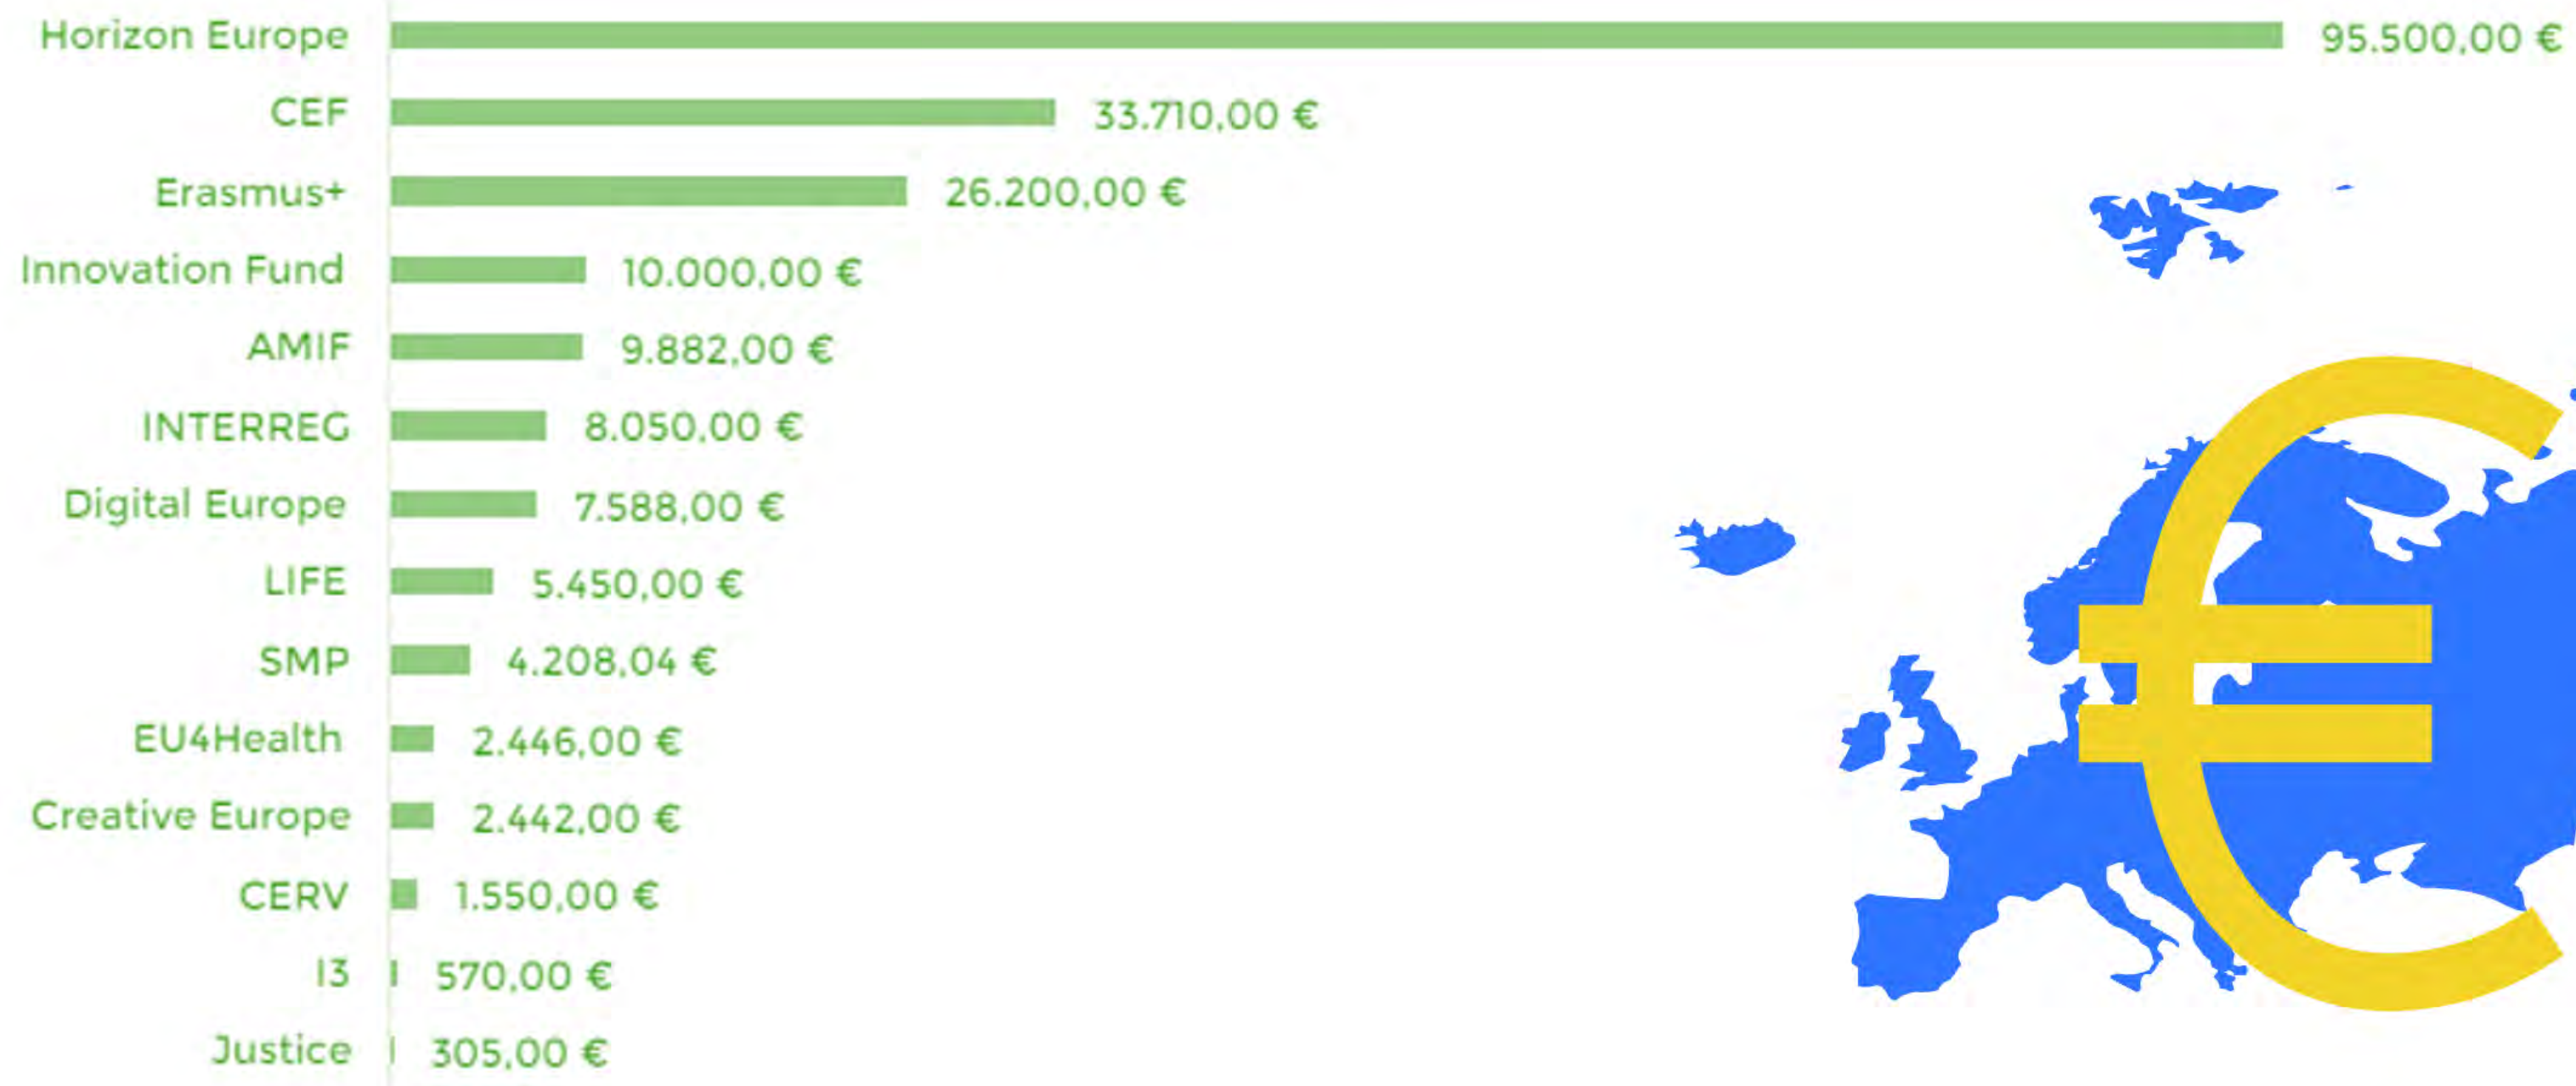 Horizon Europe 95.500,00 €
CEF 33.710,00 €
Erasmus+ 26.200,00 €
Innovation Fund 10.000,00 €
AMIF 9.882,00 €
INTERREG 8.050,00 €
Digital Europe 7.588,00 €
LIFE 5.450,00 €
SMP 4.208,04 €
EU4Health 2.446,00 €
Creative Europe 2.442,00 €
CERV 1.550,00 €
I3 570,00 €
Justice 305,00 €
€